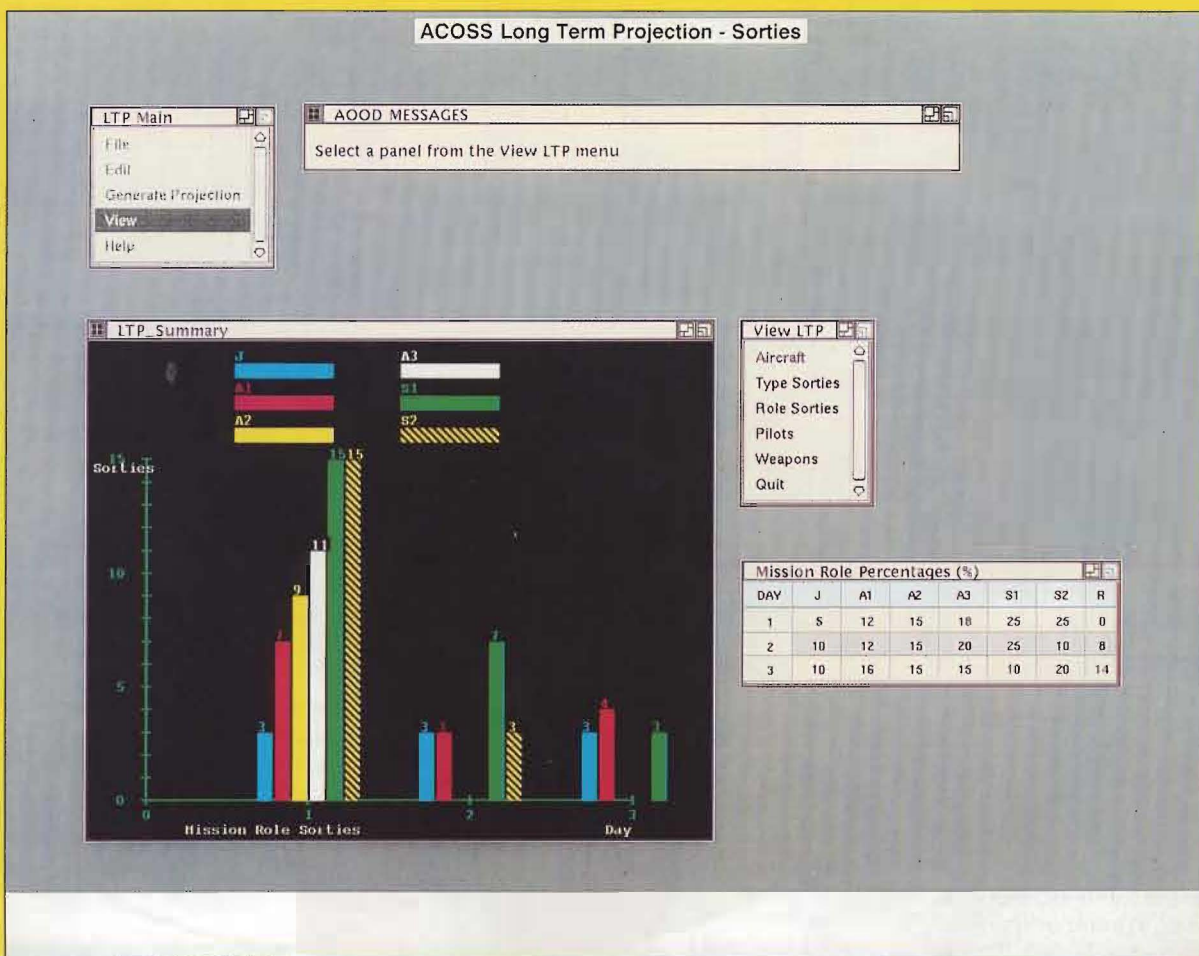 ACOSS Long Term Projection - Sorties
LTP Main
File
Edit
Generate Projection
View
Help
AOOD MESSAGES
Select a panel from the View LTP menu
LTP_Summary
J
A1
A2
A3
S1
S2
15
Sorties
10
5
0
3
7
9
11
15
15
3
3
7
3
3
4
3
0
1
2
3
Mission Role Sorties
Day
View LTP
Aircraft
Type Sorties
Role Sorties
Pilots
Weapons
Quit
Mission Role Percentages (%)
DAY J A1 A2 A3 S1 S2 R
1 5 12 15 18 25 25 0
2 10 12 15 20 25 10 8
3 10 16 15 15 10 20 14